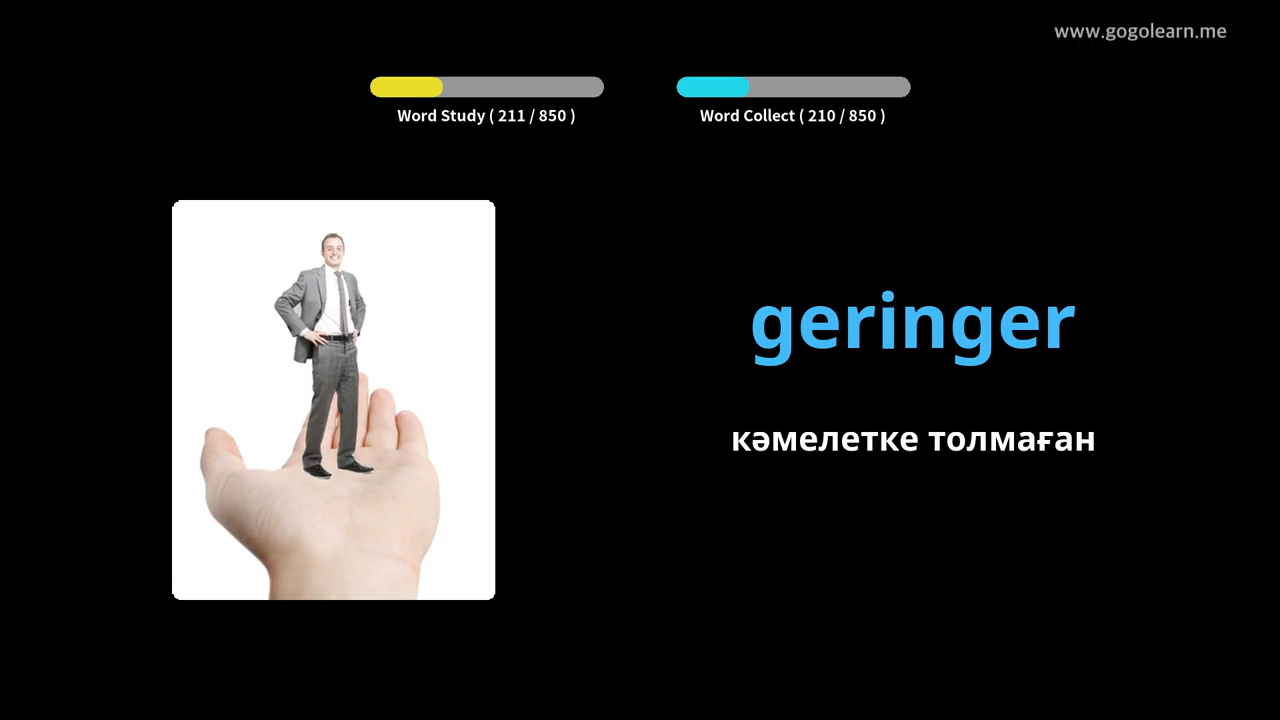 www.gogolearn.me
Word Study ( 211 / 850 )
Word Collect ( 210 / 850 )
geringer
кәмелетке толмаған